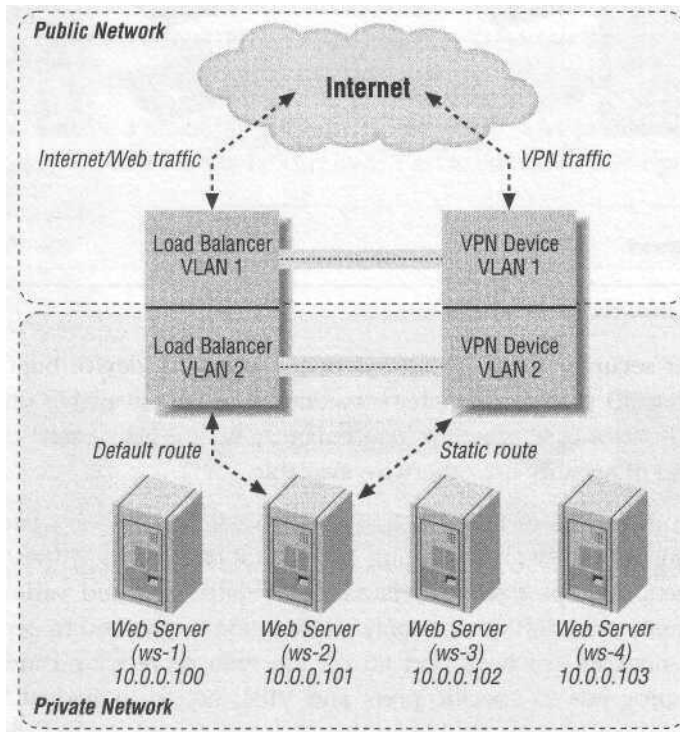 Public Network
Internet
Internet/Web traffic
VPN traffic
Load Balancer
VLAN 1
VPN Device
VLAN 1
Load Balancer
VLAN 2
VPN Device
VLAN 2
Default route
Static route
Web Server
(ws-1)
10.0.0.100
Web Server
(ws-2)
10.0.0.101
Web Server
(ws-3)
10.0.0.102
Web Server
(ws-4)
10.0.0.103
Private Network